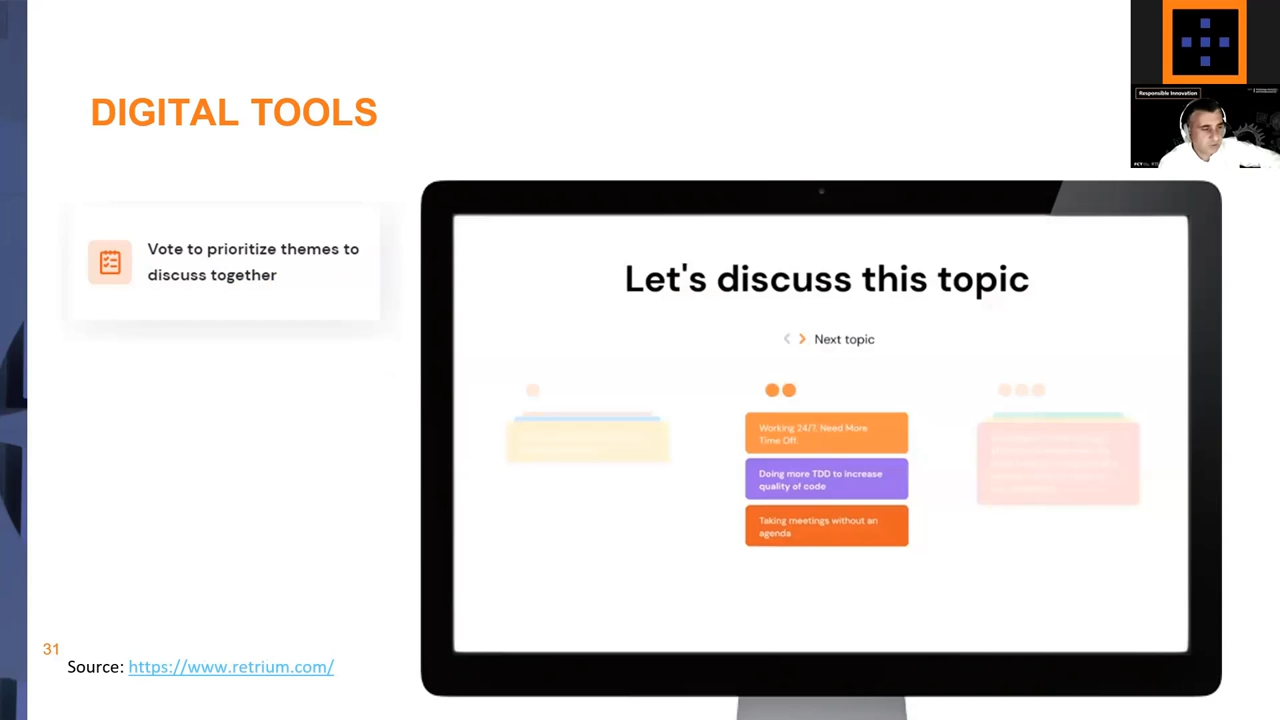 DIGITAL TOOLS
Responsible Innovation
Vote to prioritize themes to
discuss together
Let's discuss this topic
Next topic
Working 24/7. Need More
Time Off.
Doing more TDD to increase
quality of code
Taking meetings without an
agenda
31
Source: https://www.retrium.com/